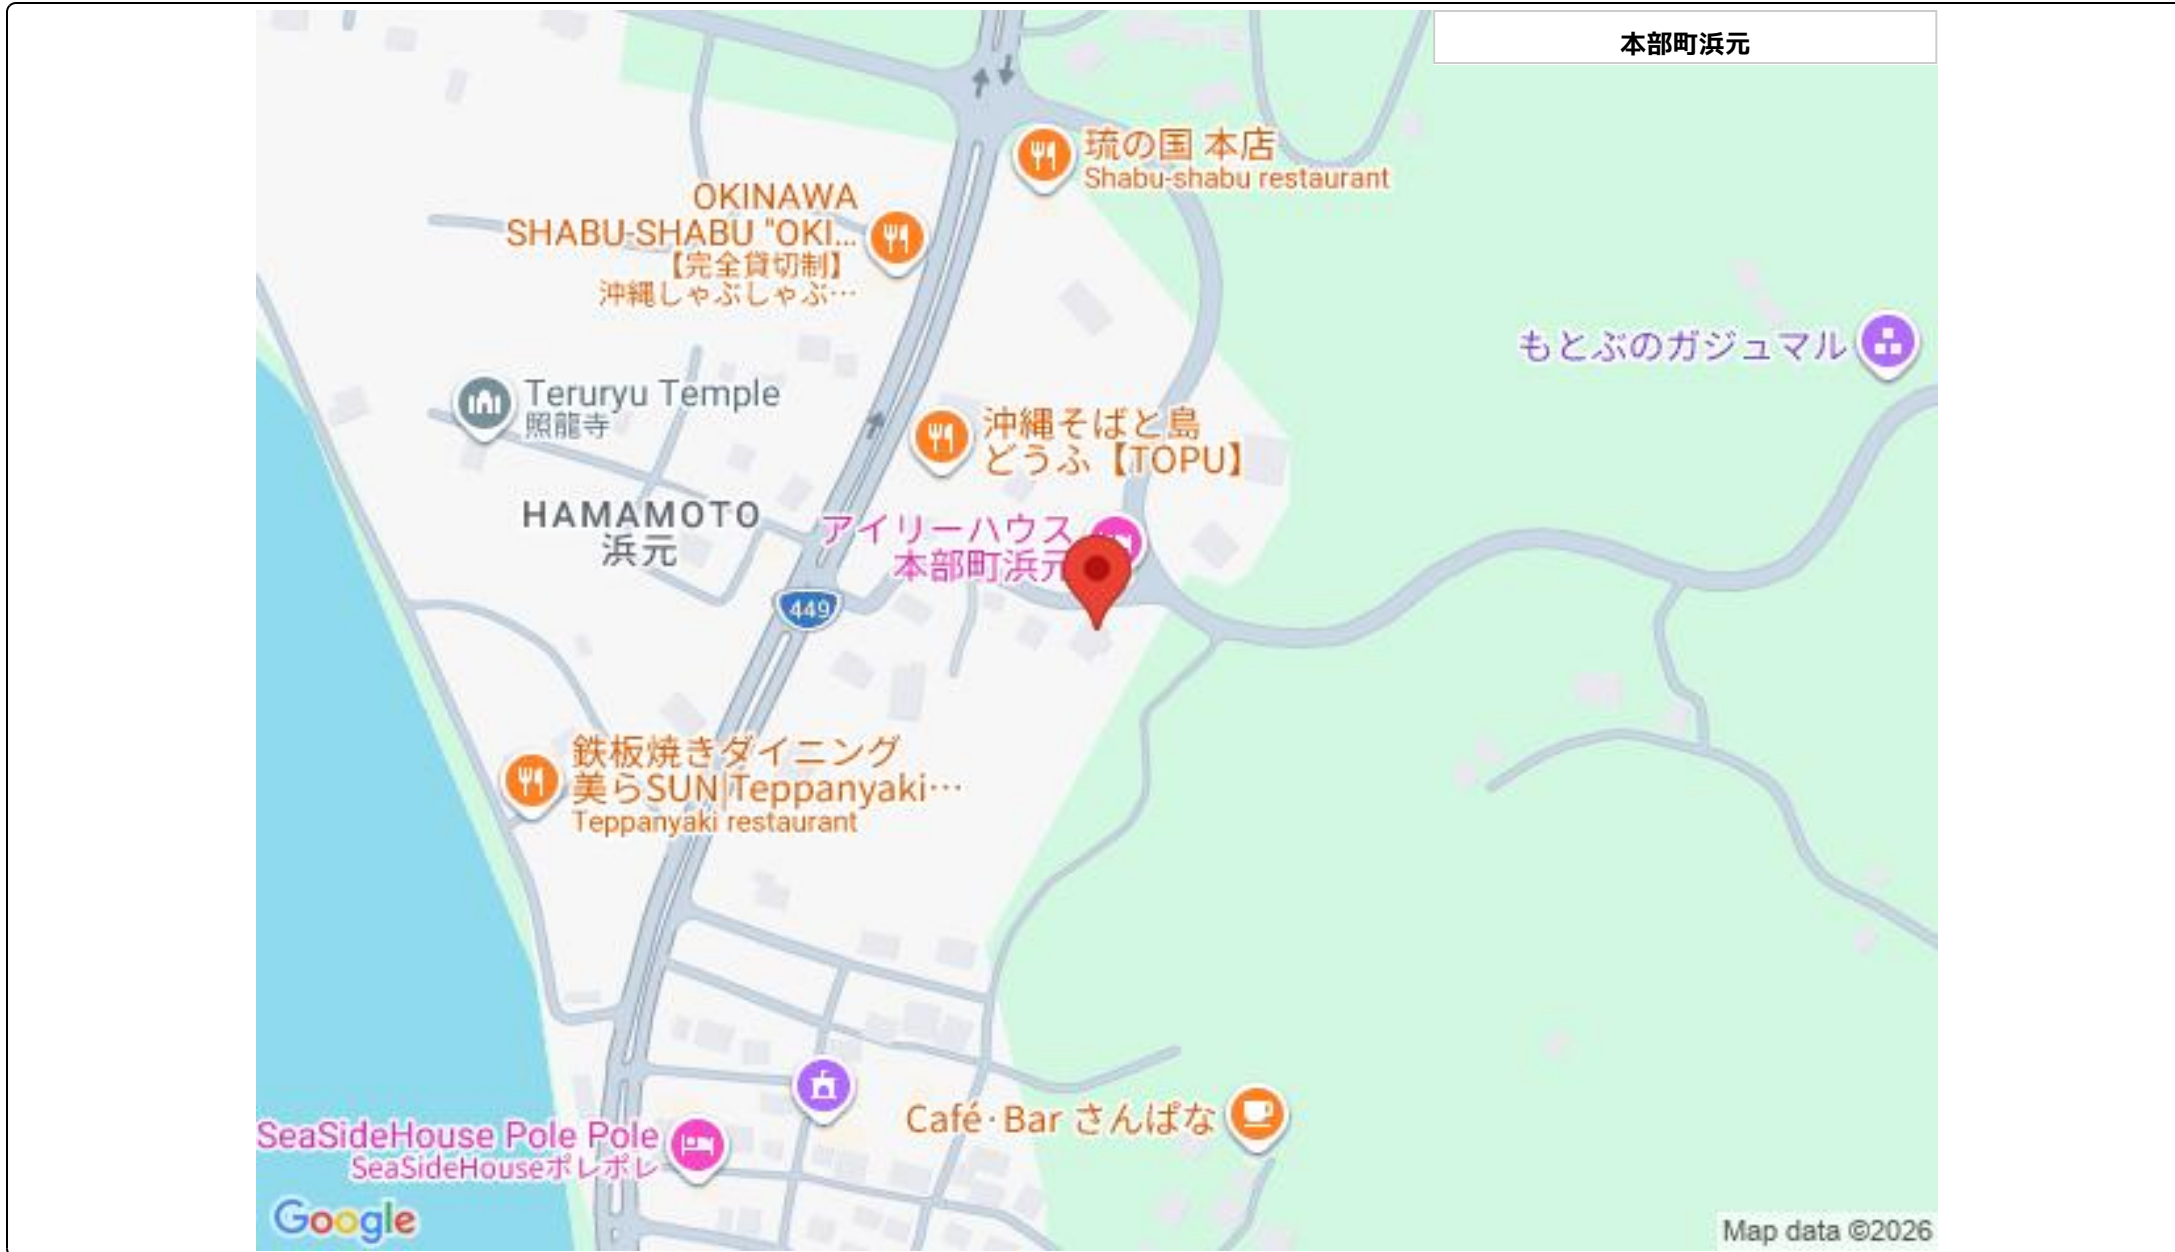 本部町浜元
琉の国 本店
Shabu-shabu restaurant
OKINAWA
SHABU-SHABU "OKI...
【完全貸切制】
沖縄しゃぶしゃぶ…
もとぶのガジュマル
Teruryu Temple
照龍寺
沖縄そばと島
どうふ【TOPU】
HAMAMOTO
浜元
アイリーハウス
本部町浜元
449
鉄板焼きダイニング
美らSUN|Teppanyaki…
Teppanyaki restaurant
Café·Bar さんぱな
SeaSideHouse Pole Pole
SeaSideHouseポレポレ
Google
Map data ©2026